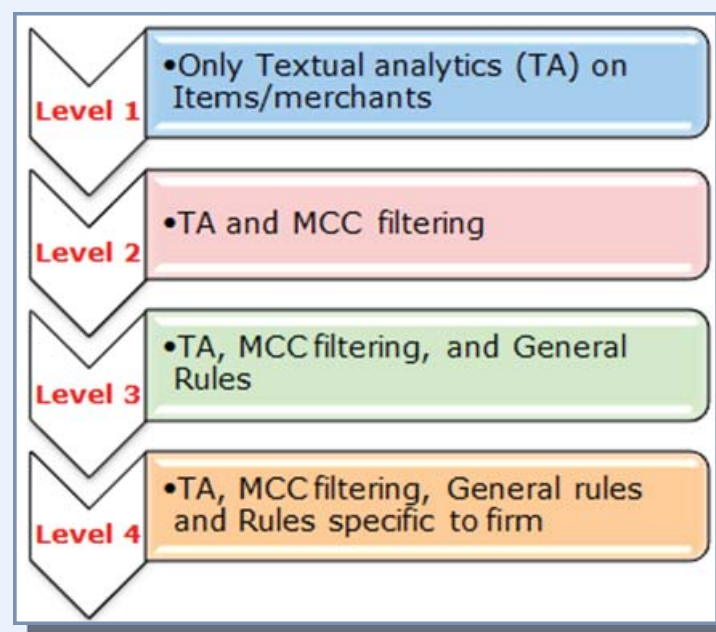 Level 1
•Only Textual analytics (TA) on
Items/merchants
Level 2
•TA and MCC filtering
Level 3
•TA, MCC filtering, and General
Rules
Level 4
•TA, MCC filtering, General rules
and Rules specific to firm